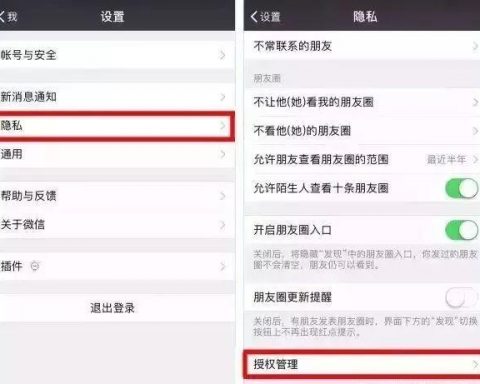 我
设置
帐号与安全
新消息通知
隐私
通用
帮助与反馈
关于微信
插件
退出登录
设置
隐私
不常联系的朋友
朋友圈
不让他(她)看我的朋友圈
不看他(她)的朋友圈
允许朋友查看朋友圈的范围 最近半年
允许陌生人查看十条朋友圈
开启朋友圈入口
关闭后，将隐藏“发现”中的朋友圈入口，你发过的朋友
圈不会清空，朋友仍可以看到。
朋友圈更新提醒
关闭后，有朋友发表朋友圈时，界面下方的“发现”切换
按钮上不再出现红点提示。
授权管理